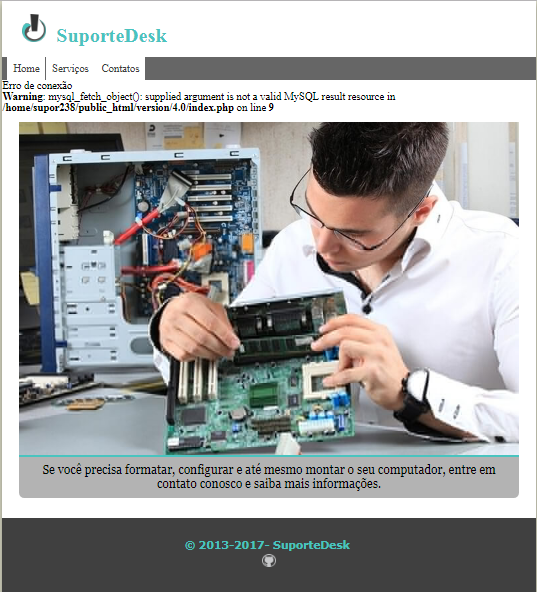 SuporteDesk
Home Serviços Contatos
Erro de conexão
Warning: mysql_fetch_object(): supplied argument is not a valid MySQL result resource in
/home/supor238/public_html/version/4.0/index.php on line 9
Se você precisa formatar, configurar e até mesmo montar o seu computador, entre em
contato conosco e saiba mais informações.
© 2013-2017- SuporteDesk